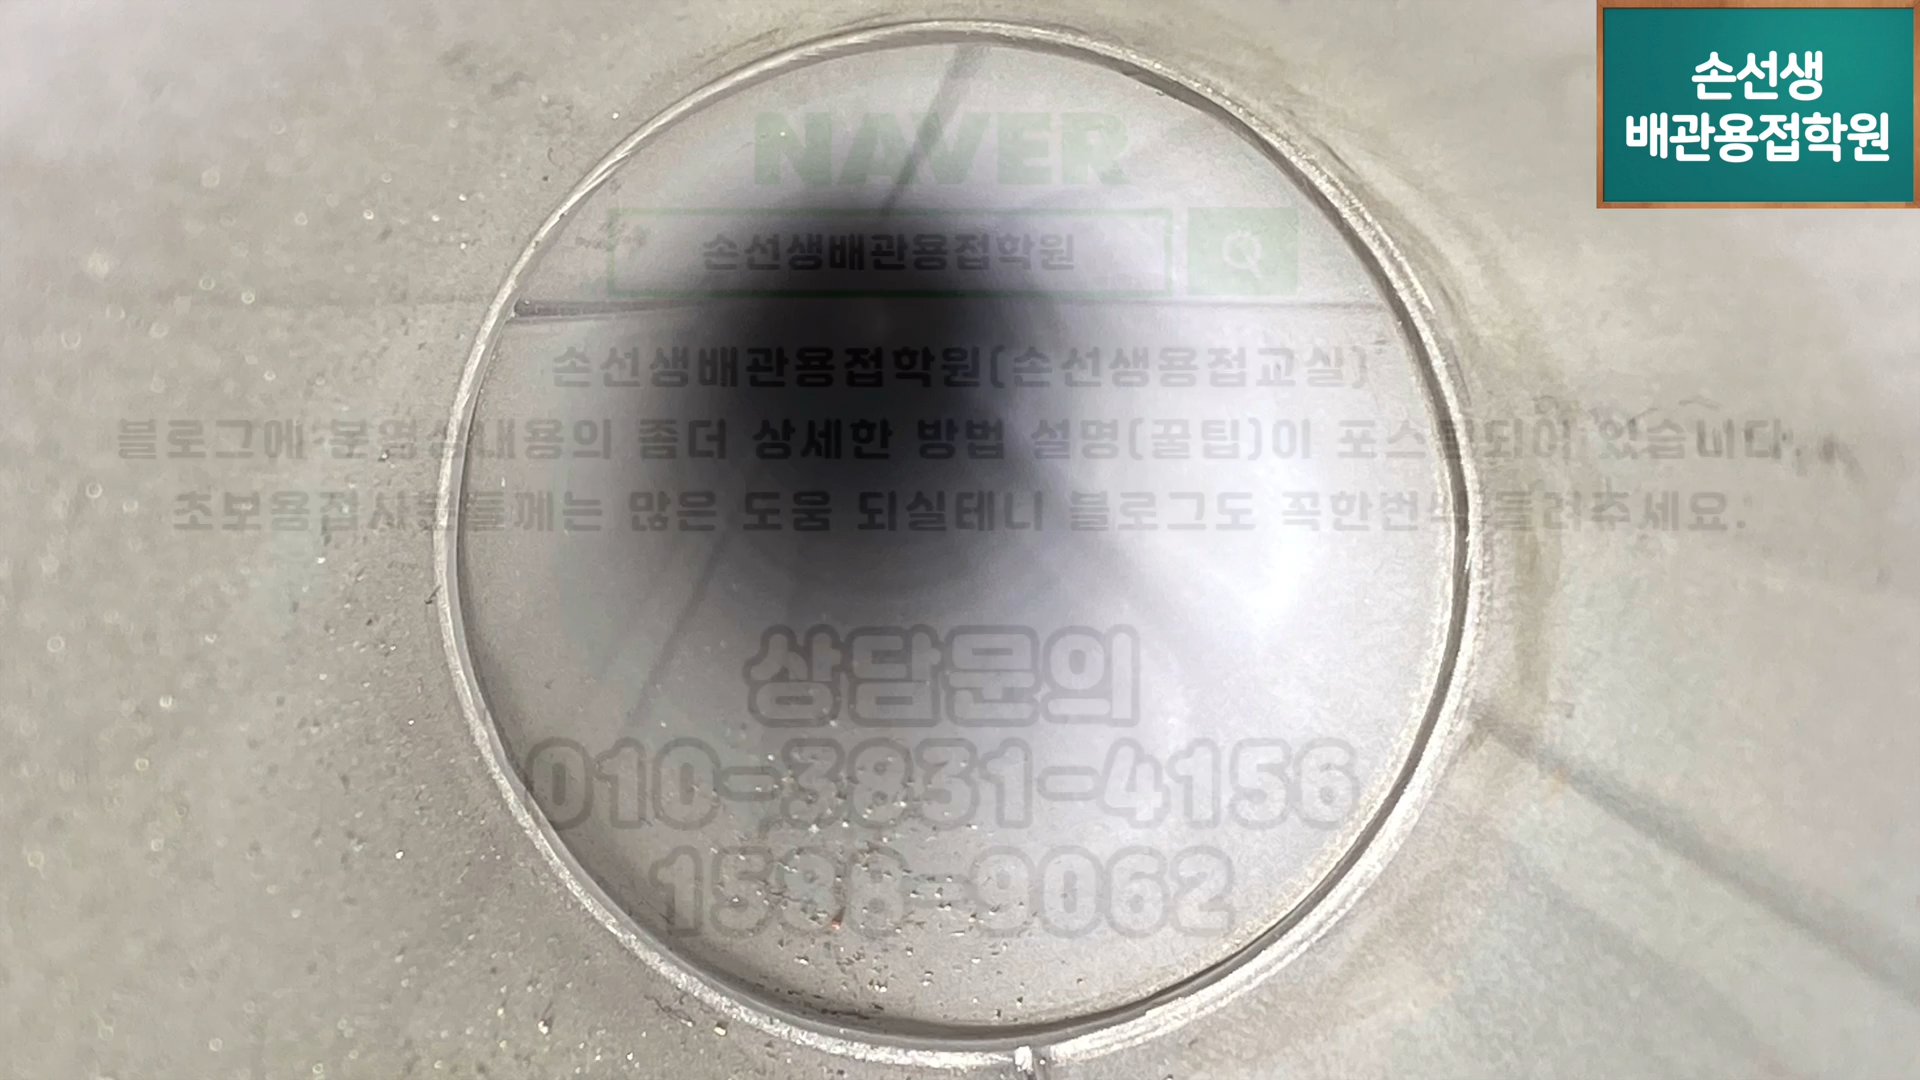 손선생
배관용접학원
NAVER
손선생배관용접학원
손선생배관용접학원(손선생용접교실)
블로그에 본영상내용의 좀더 상세한 방법 설명(꿀팁)이 포스팅되어 있습니다.
초보용접사분들께는 많은 도움 되실테니 블로그도 꼭한번씩 들려주세요.
상담문의
010-3831-4156
1588-9062